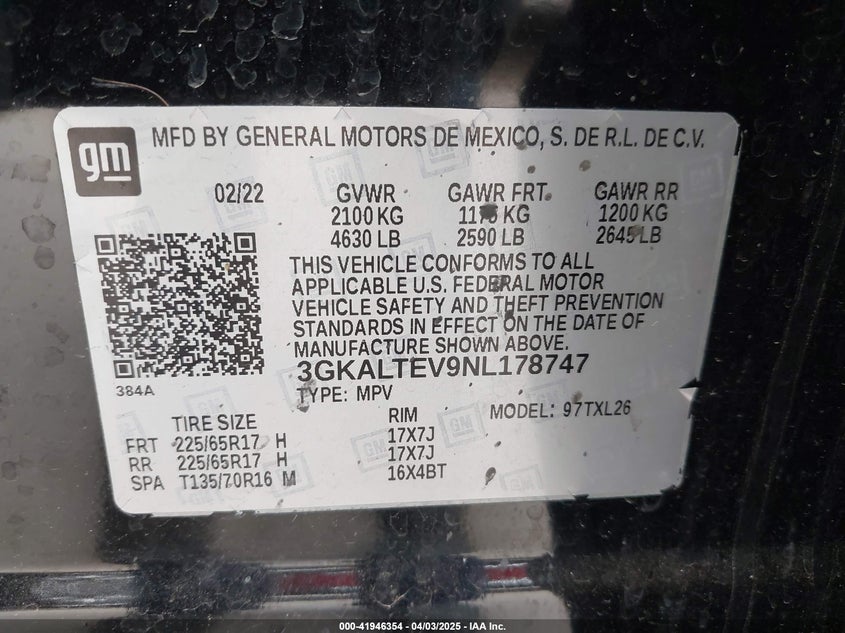 gm
MFD BY GENERAL MOTORS DE MEXICO, S. DE R.L. DE C.V.
02/22 GVWR GAWR FRT. GAWR RR
2100 KG 1175 KG 1200 KG
4630 LB 2590 LB 2645 LB
THIS VEHICLE CONFORMS TO ALL
APPLICABLE U.S. FEDERAL MOTOR
VEHICLE SAFETY AND THEFT PREVENTION
STANDARDS IN EFFECT ON THE DATE OF
MANUFACTURE SHOWN ABOVE.
3GKALTEV9NL178747
384A
TYPE: MPV
TIRE SIZE RIM MODEL: 97TXL26
FRT 225/65R17 H 17X7J
RR 225/65R17 H 17X7J
SPA T135/70R16 M 16X4BT
000-41946354 - 04/03/2025 - IAA Inc.